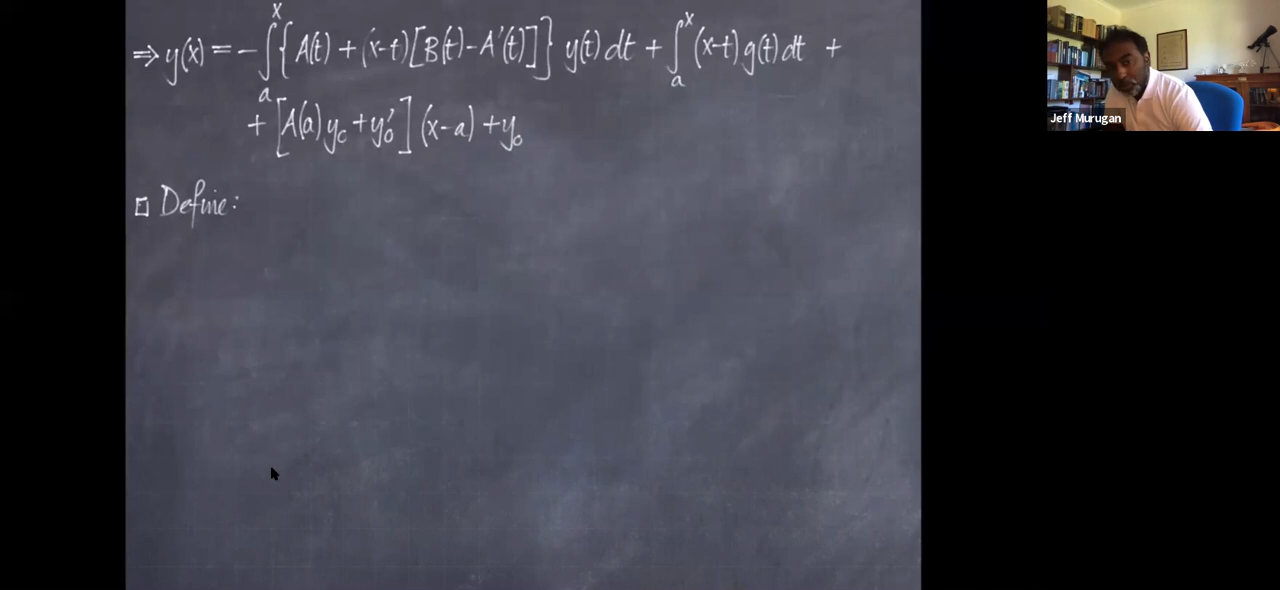 ⇒ y(x) = - ∫ₐˣ { A(t) + (x-t) [B(t) - A'(t)] } y(t) dt + ∫ₐˣ (x-t) g(t) dt +
+ [A(a) y₀ + y₀'] (x-a) + y₀
□ Define:
Jeff Murugan